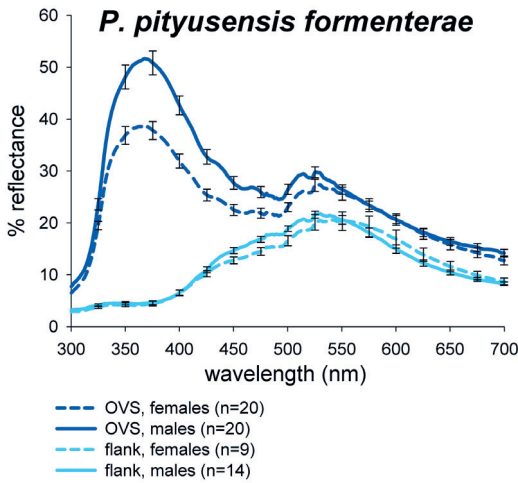 P. pityusensis formenterae
60
50
40
30
20
10
0
% reflectance
300 350 400 450 500 550 600 650 700
wavelength (nm)
OVS, females (n=20)
OVS, males (n=20)
flank, females (n=9)
flank, males (n=14)